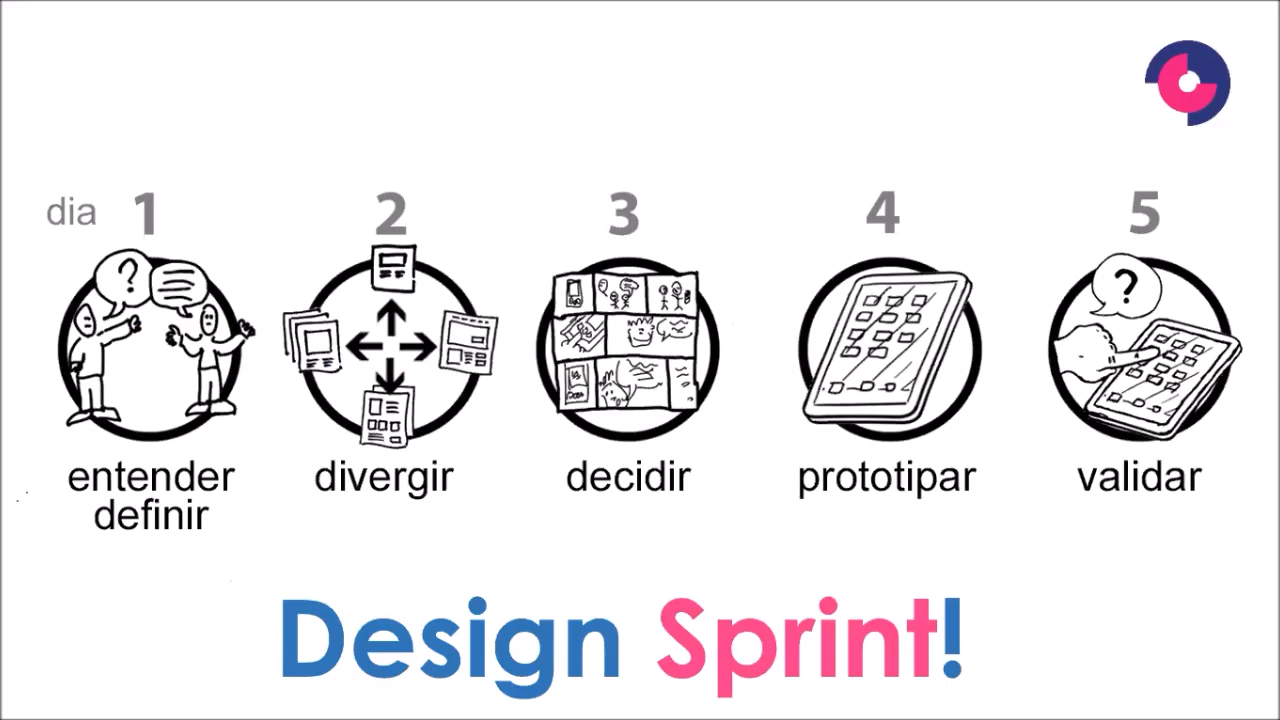 dia 1 2 3 4 5
? ?
entender divergir decidir prototipar validar
definir
Design Sprint!